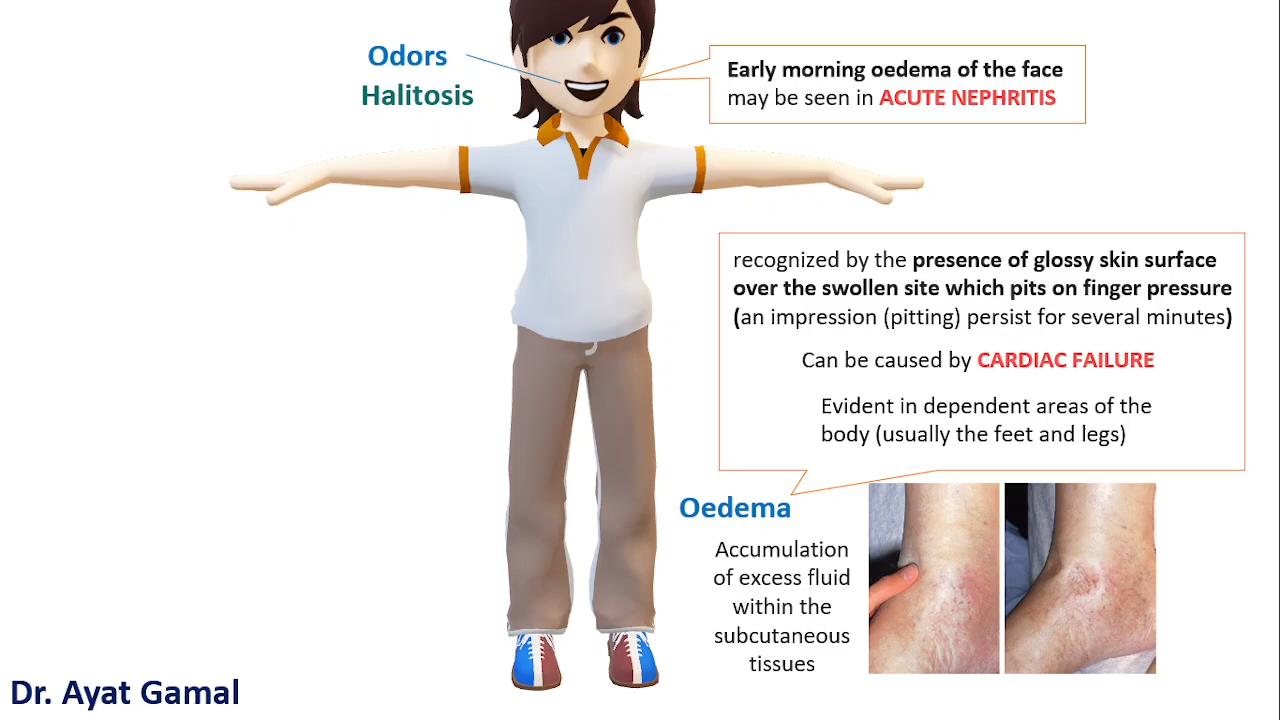 Odors
Halitosis
Early morning oedema of the face
may be seen in ACUTE NEPHRITIS
recognized by the presence of glossy skin surface
over the swollen site which pits on finger pressure
(an impression (pitting) persist for several minutes)
Can be caused by CARDIAC FAILURE
Evident in dependent areas of the
body (usually the feet and legs)
Oedema
Accumulation
of excess fluid
within the
subcutaneous
tissues
Dr. Ayat Gamal